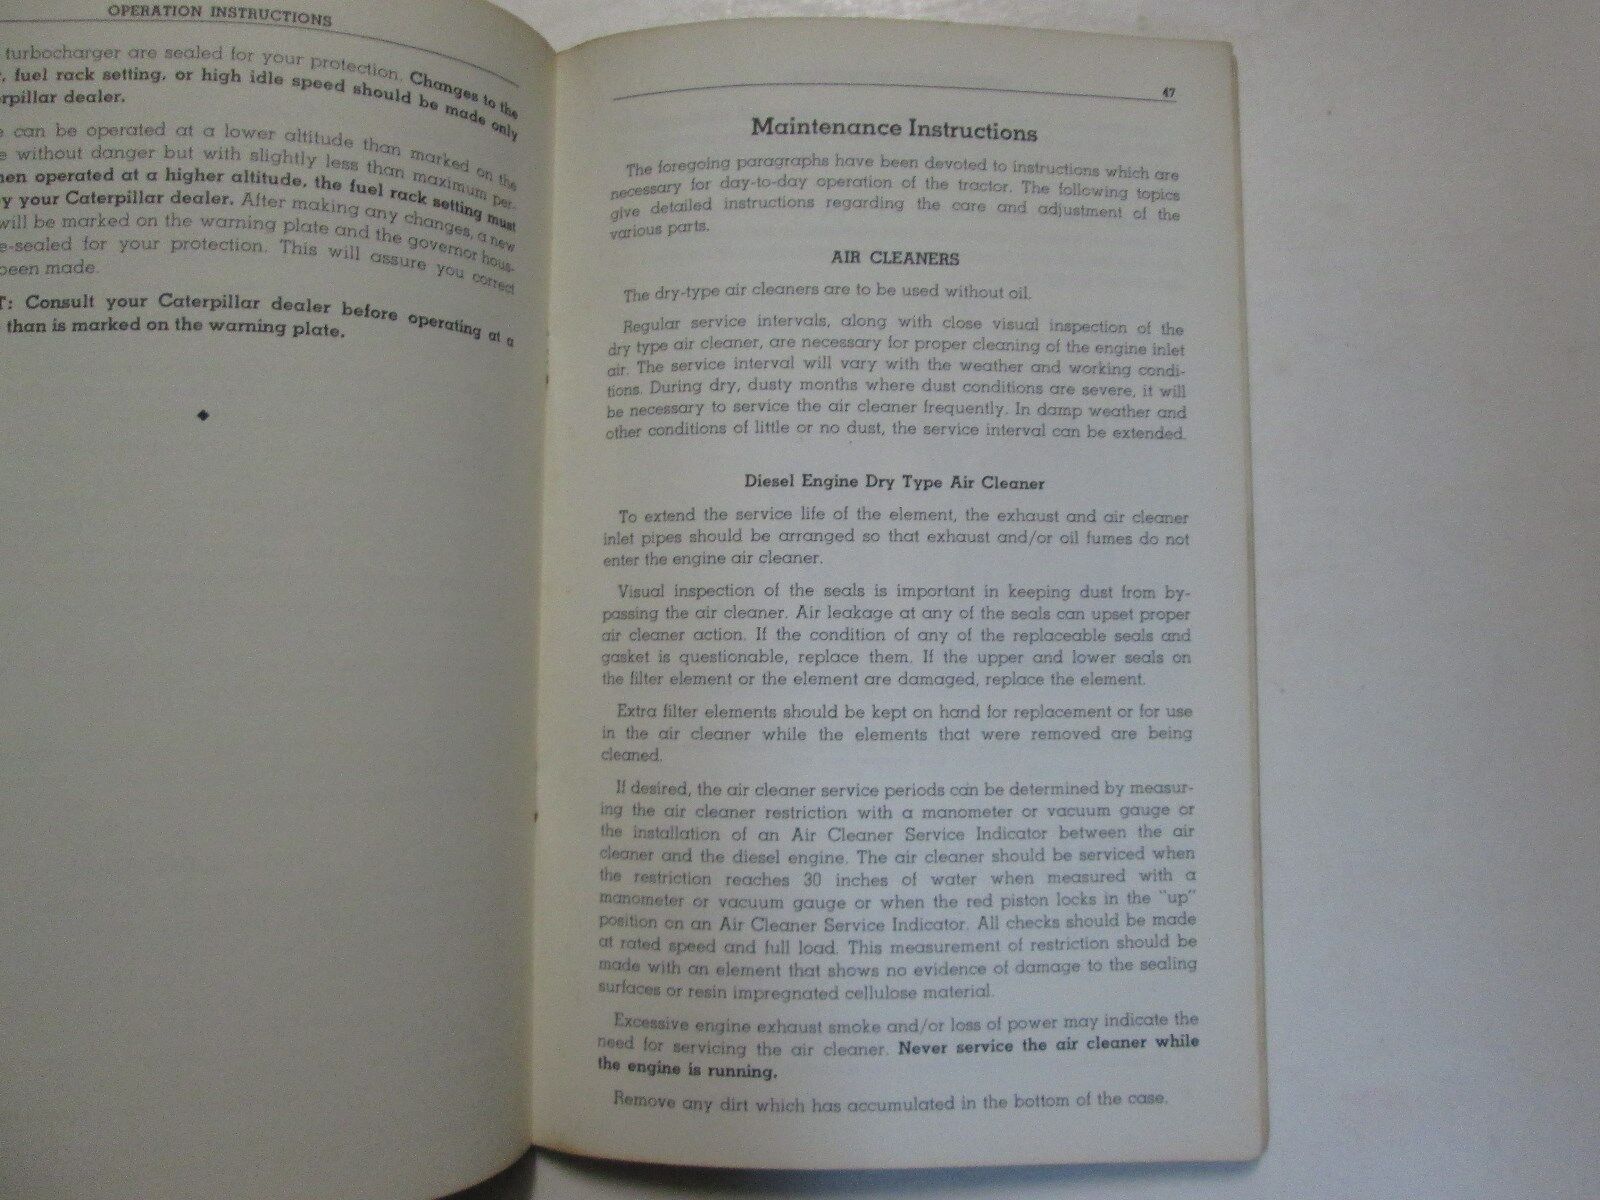 OPERATION INSTRUCTIONS
turbocharger are sealed for your protection. Changes to the
, fuel rack setting, or high idle speed should be made only
rpillar dealer.
e can be operated at a lower altitude than marked on the
e without danger but with slightly less than maximum per-
hen operated at a higher altitude, the fuel rack setting must
y your Caterpillar dealer. After making any changes, a new
will be marked on the warning plate and the governor hous-
e-sealed for your protection. This will assure you correct
been made.
T: Consult your Caterpillar dealer before operating at a
than is marked on the warning plate.
47
Maintenance Instructions
The foregoing paragraphs have been devoted to instructions which are
necessary for day-to-day operation of the tractor. The following topics
give detailed instructions regarding the care and adjustment of the
various parts.
AIR CLEANERS
The dry-type air cleaners are to be used without oil.
Regular service intervals, along with close visual inspection of the
dry type air cleaner, are necessary for proper cleaning of the engine inlet
air. The service interval will vary with the weather and working condi-
tions. During dry, dusty months where dust conditions are severe, it will
be necessary to service the air cleaner frequently. In damp weather and
other conditions of little or no dust, the service interval can be extended.
Diesel Engine Dry Type Air Cleaner
To extend the service life of the element, the exhaust and air cleaner
inlet pipes should be arranged so that exhaust and/or oil fumes do not
enter the engine air cleaner.
Visual inspection of the seals is important in keeping dust from by-
passing the air cleaner. Air leakage at any of the seals can upset proper
air cleaner action. If the condition of any of the replaceable seals and
gasket is questionable, replace them. If the upper and lower seals on
the filter element or the element are damaged, replace the element.
Extra filter elements should be kept on hand for replacement or for use
in the air cleaner while the elements that were removed are being
cleaned.
If desired, the air cleaner service periods can be determined by measur-
ing the air cleaner restriction with a manometer or vacuum gauge or
the installation of an Air Cleaner Service Indicator between the air
cleaner and the diesel engine. The air cleaner should be serviced when
the restriction reaches 30 inches of water when measured with a
manometer or vacuum gauge or when the red piston locks in the "up"
position on an Air Cleaner Service Indicator. All checks should be made
at rated speed and full load. This measurement of restriction should be
made with an element that shows no evidence of damage to the sealing
surfaces or resin impregnated cellulose material.
Excessive engine exhaust smoke and/or loss of power may indicate the
need for servicing the air cleaner. Never service the air cleaner while
the engine is running.
Remove any dirt which has accumulated in the bottom of the case.